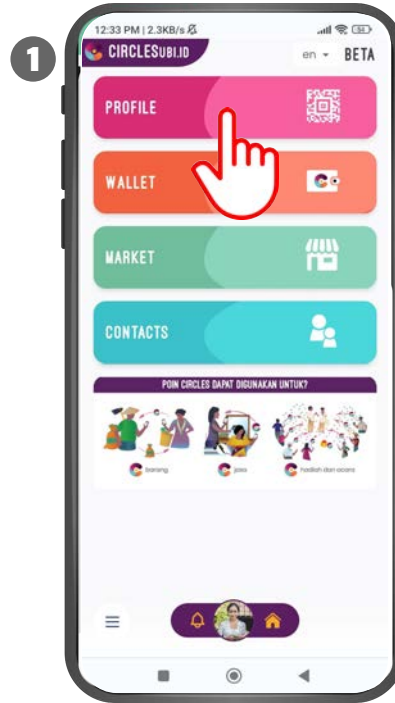 1
12:33 PM | 2.3KB/s
54
CIRCLESUBI.ID
en
BETA
PROFILE
WALLET
MARKET
CONTACTS
POIN CIRCLES DAPAT DIGUNAKAN UNTUK?
barang
jasa
hadiah dan acara